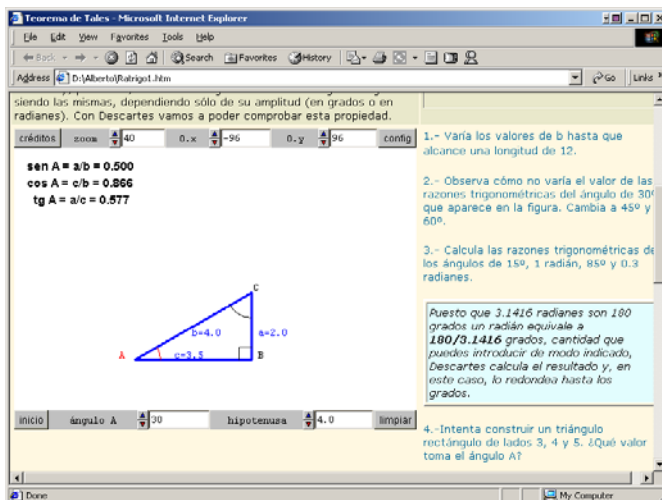 Teorema de Tales - Microsoft Internet Explorer
File Edit View Favorites Tools Help
Back Search Favorites History
Address D:\Alberto\Ratrigo1.htm Go Links
siendo las mismas, dependiendo sólo de su amplitud (en grados o en
radianes). Con Descartes vamos a poder comprobar esta propiedad.
créditos zoom 40 O.x -96 O.y 96 config
sen A = a/b = 0.500
cos A = c/b = 0.866
tg A = a/c = 0.577
C
b=4.0 a=2.0
A c=3.5 B
inicio ángulo A 30 hipotenusa 4.0 limpiar
1.- Varía los valores de b hasta que
alcance una longitud de 12.
2.- Observa cómo no varía el valor de las
razones trigonométricas del ángulo de 30º
que aparece en la figura. Cambia a 45º y
60º.
3.- Calcula las razones trigonométricas de
los ángulos de 15º, 1 radián, 85º y 0.3
radianes.
Puesto que 3.1416 radianes son 180
grados un radián equivale a
180/3.1416 grados, cantidad que
puedes introducir de modo indicado,
Descartes calcula el resultado y, en
este caso, lo redondea hasta los
grados.
4.-Intenta construir un triángulo
rectángulo de lados 3, 4 y 5. ¿Qué valor
toma el ángulo A?
Done My Computer